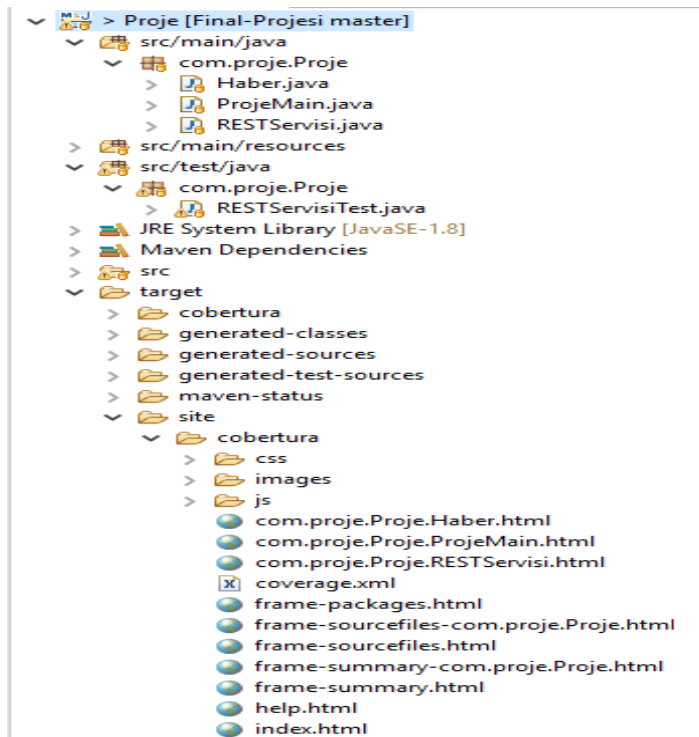 > Proje [Final-Projesi master]
src/main/java
com.proje.Proje
Haber.java
ProjeMain.java
RESTServisi.java
src/main/resources
src/test/java
com.proje.Proje
RESTServisiTest.java
JRE System Library [JavaSE-1.8]
Maven Dependencies
src
target
cobertura
generated-classes
generated-sources
generated-test-sources
maven-status
site
cobertura
css
images
js
com.proje.Proje.Haber.html
com.proje.Proje.ProjeMain.html
com.proje.Proje.RESTServisi.html
coverage.xml
frame-packages.html
frame-sourcefiles-com.proje.Proje.html
frame-sourcefiles.html
frame-summary-com.proje.Proje.html
frame-summary.html
help.html
index.html